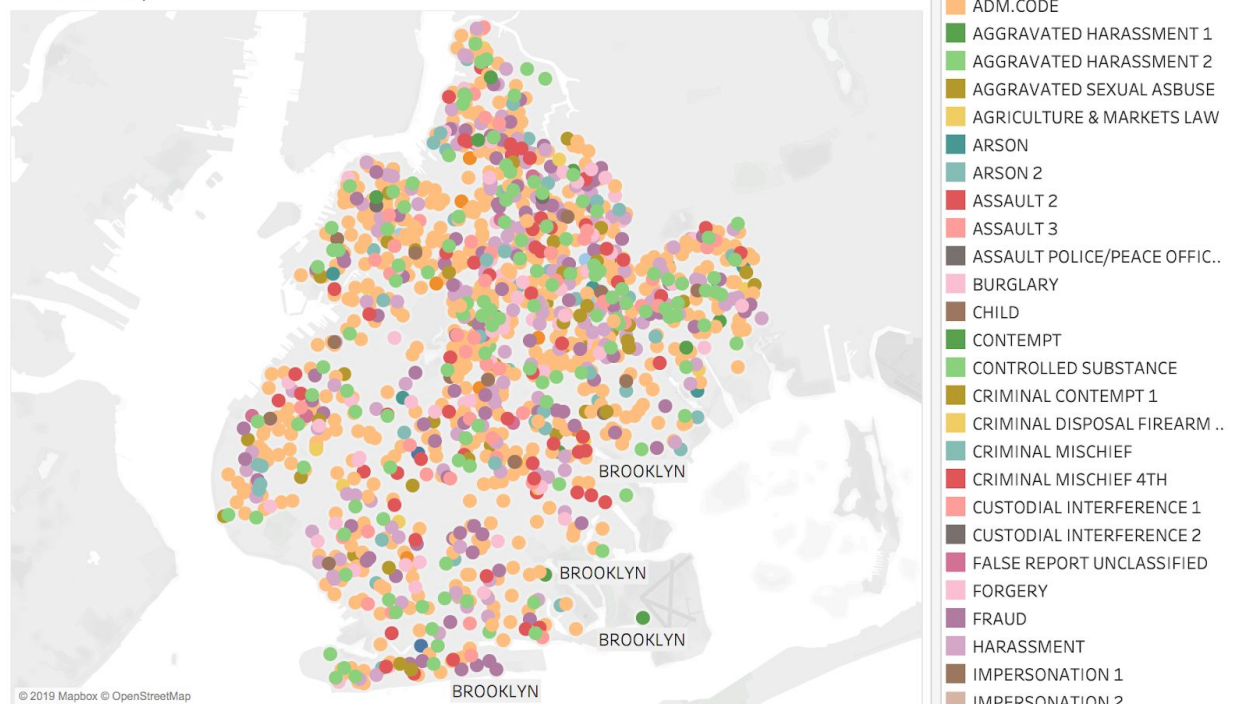 BROOKLYN
BROOKLYN
BROOKLYN
BROOKLYN
© 2019 Mapbox © OpenStreetMap
ADM.CODE
AGGRAVATED HARASSMENT 1
AGGRAVATED HARASSMENT 2
AGGRAVATED SEXUAL ASBUSE
AGRICULTURE & MARKETS LAW
ARSON
ARSON 2
ASSAULT 2
ASSAULT 3
ASSAULT POLICE/PEACE OFFIC..
BURGLARY
CHILD
CONTEMPT
CONTROLLED SUBSTANCE
CRIMINAL CONTEMPT 1
CRIMINAL DISPOSAL FIREARM ..
CRIMINAL MISCHIEF
CRIMINAL MISCHIEF 4TH
CUSTODIAL INTERFERENCE 1
CUSTODIAL INTERFERENCE 2
FALSE REPORT UNCLASSIFIED
FORGERY
FRAUD
HARASSMENT
IMPERSONATION 1
IMPERSONATION 2